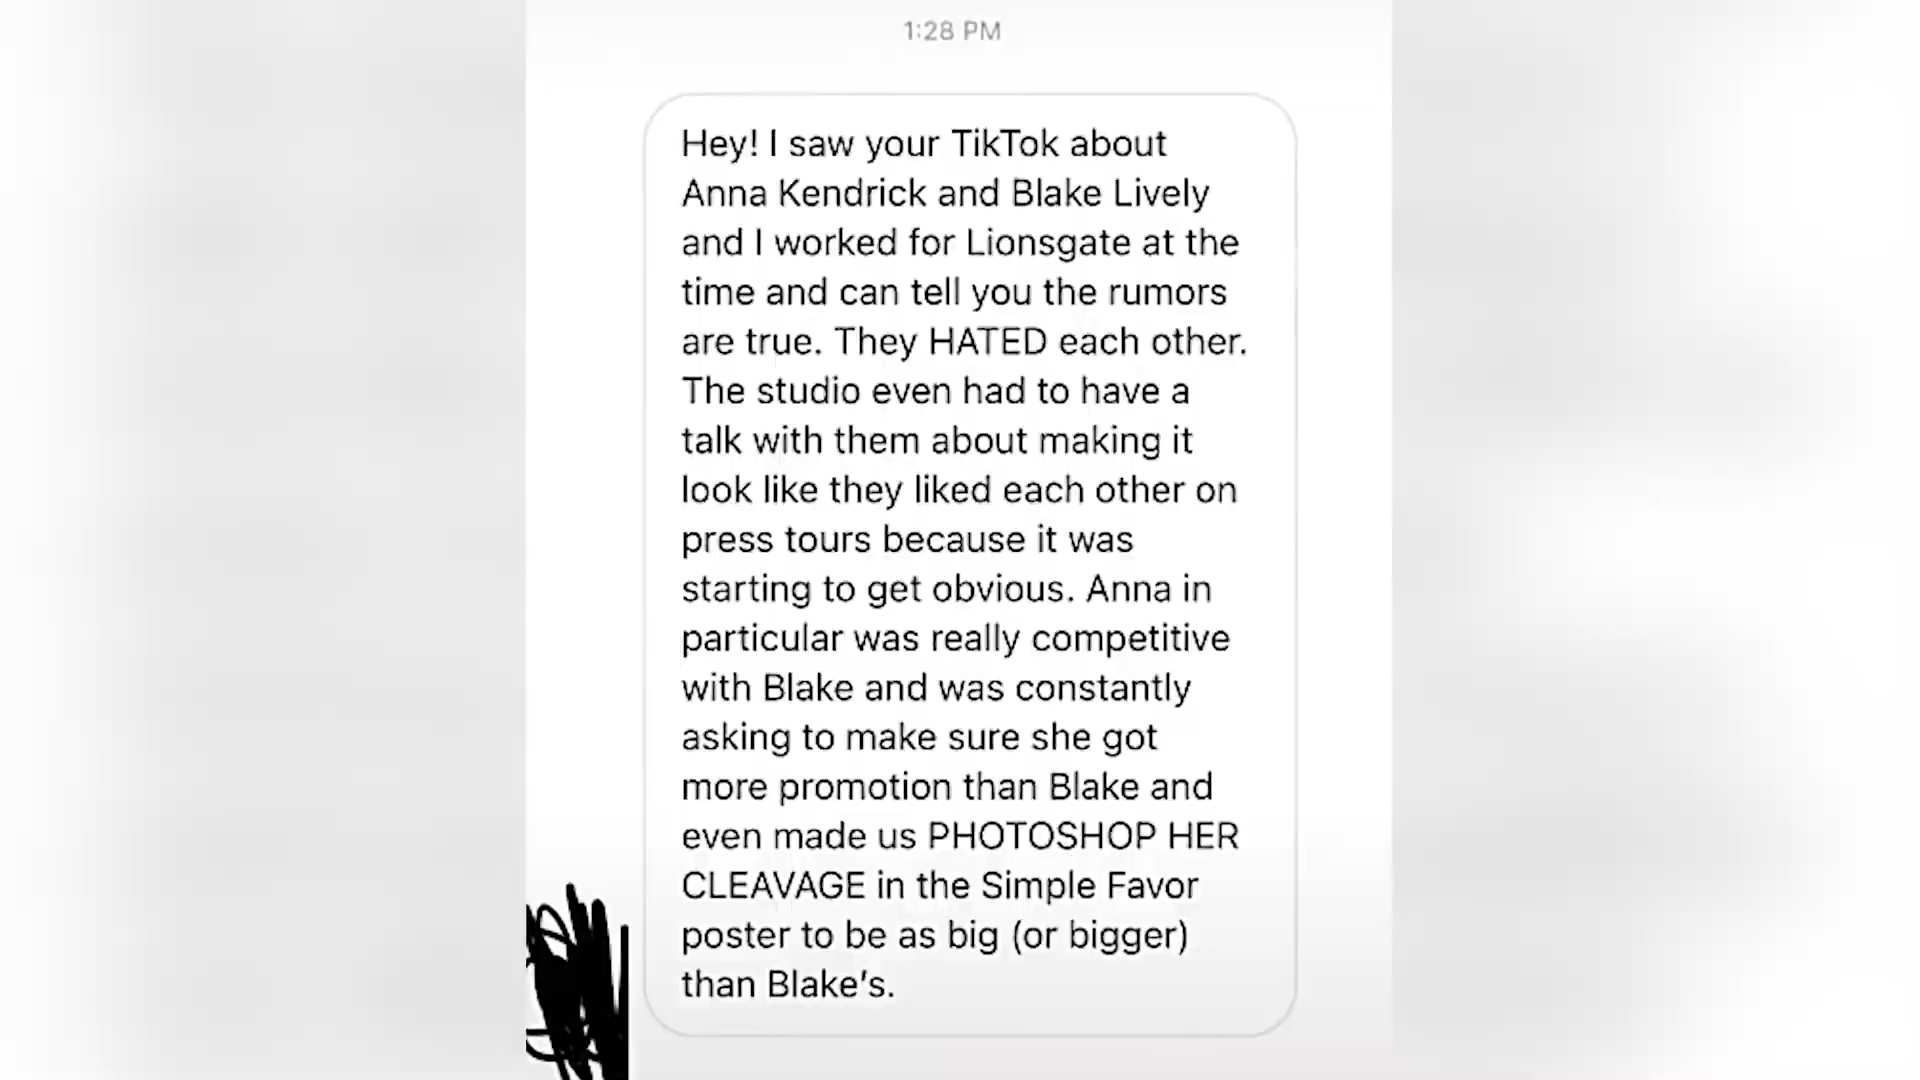 1:28 PM
Hey! I saw your TikTok about
Anna Kendrick and Blake Lively
and I worked for Lionsgate at the
time and can tell you the rumors
are true. They HATED each other.
The studio even had to have a
talk with them about making it
look like they liked each other on
press tours because it was
starting to get obvious. Anna in
particular was really competitive
with Blake and was constantly
asking to make sure she got
more promotion than Blake and
even made us PHOTOSHOP HER
CLEAVAGE in the Simple Favor
poster to be as big (or bigger)
than Blake's.